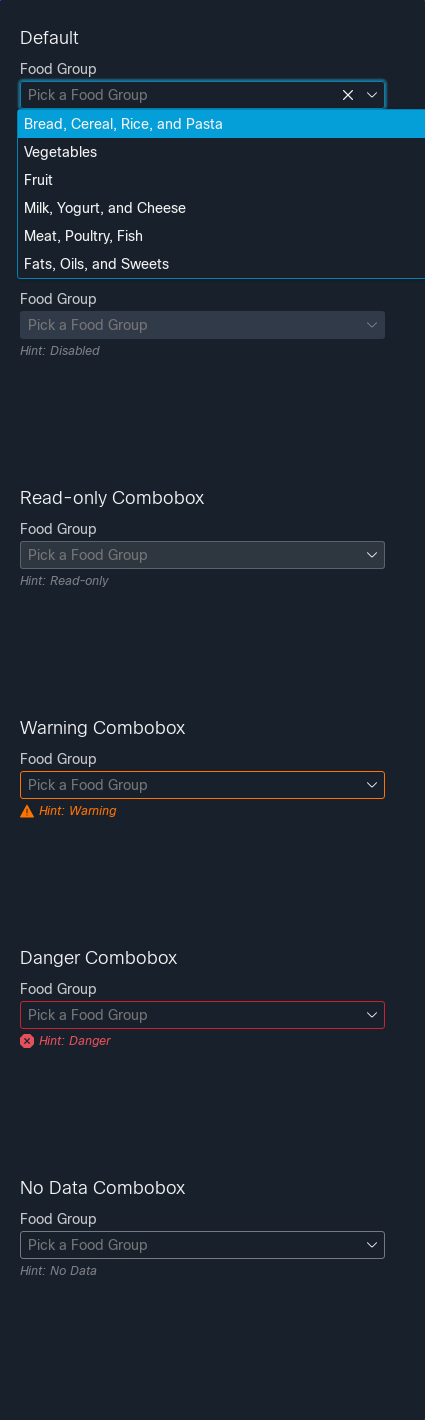 Default
Food Group
Pick a Food Group
Bread, Cereal, Rice, and Pasta
Vegetables
Fruit
Milk, Yogurt, and Cheese
Meat, Poultry, Fish
Fats, Oils, and Sweets
Food Group
Pick a Food Group
Hint: Disabled
Read-only Combobox
Food Group
Pick a Food Group
Hint: Read-only
Warning Combobox
Food Group
Pick a Food Group
Hint: Warning
Danger Combobox
Food Group
Pick a Food Group
Hint: Danger
No Data Combobox
Food Group
Pick a Food Group
Hint: No Data